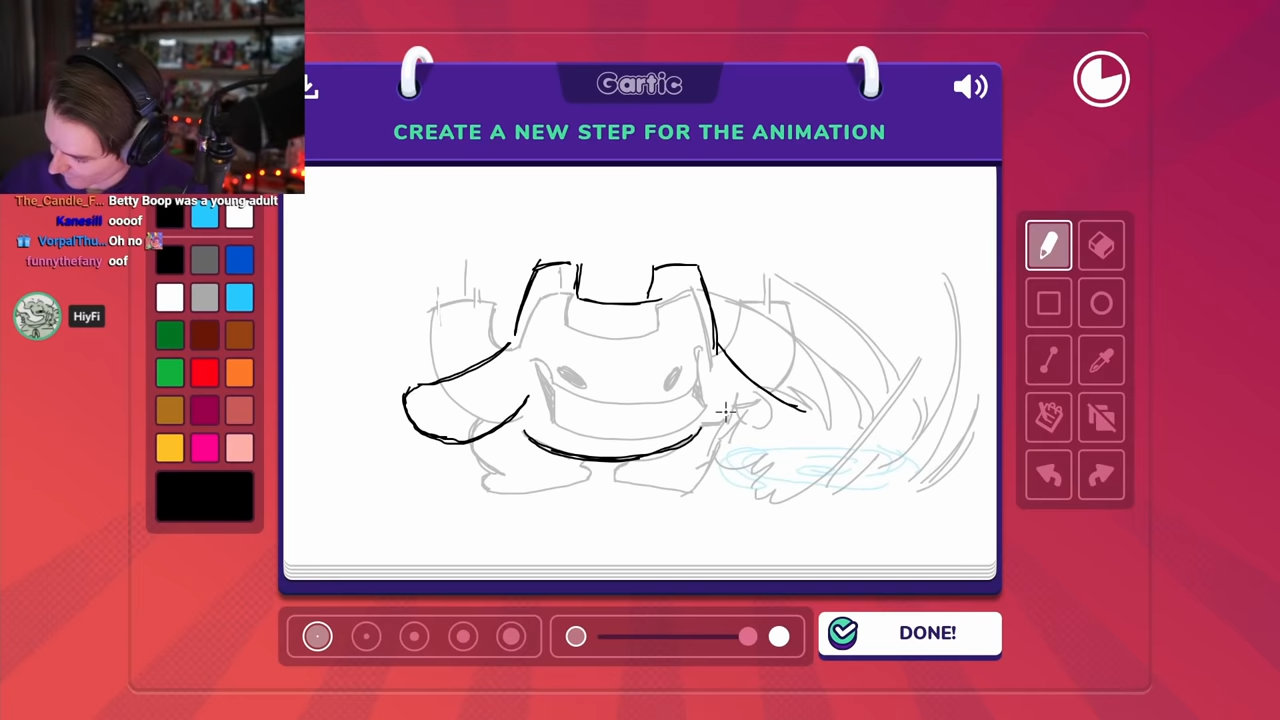 Gartic
CREATE A NEW STEP FOR THE ANIMATION
The_Candle_F... Betty Boop was a young adult
Kanesill oooof
VorpalThu... Oh no
funnythefany oof
HiyFi
DONE!